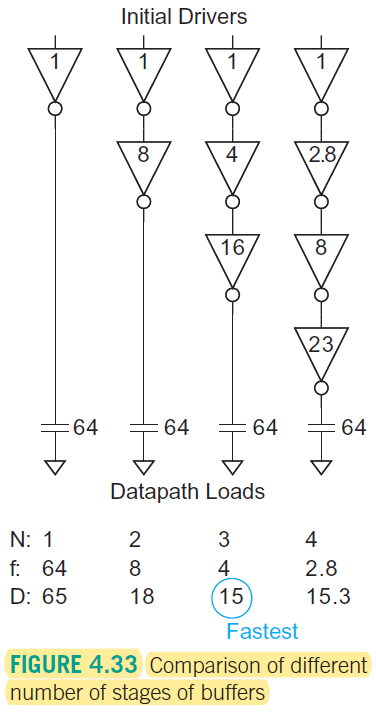 Initial Drivers
1 1 1 1
8 4 2.8
16 8
23
64 64 64 64
Datapath Loads
N: 1 2 3 4
f: 64 8 4 2.8
D: 65 18 15 15.3
Fastest
FIGURE 4.33 Comparison of different
number of stages of buffers